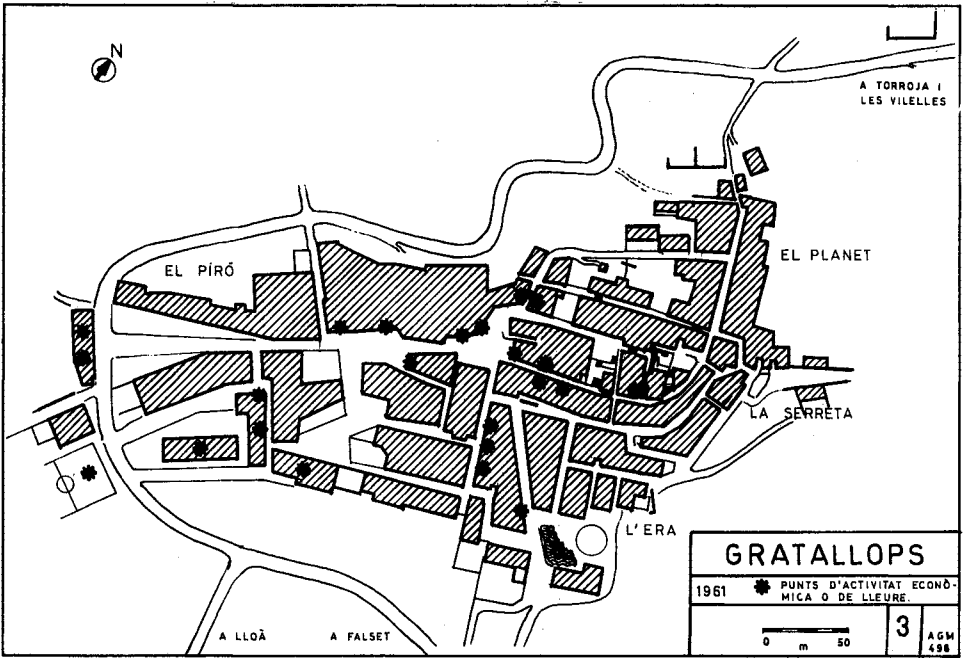 N
A TORROJA I
LES VILELLES
EL PLANET
EL PIRÓ
LA SERRETA
L'ERA
A LLOÀ
A FALSET
GRATALLOPS
1961
PUNTS D'ACTIVITAT ECONÒ-
MICA O DE LLEURE.
0 m 50
3
AGM
496